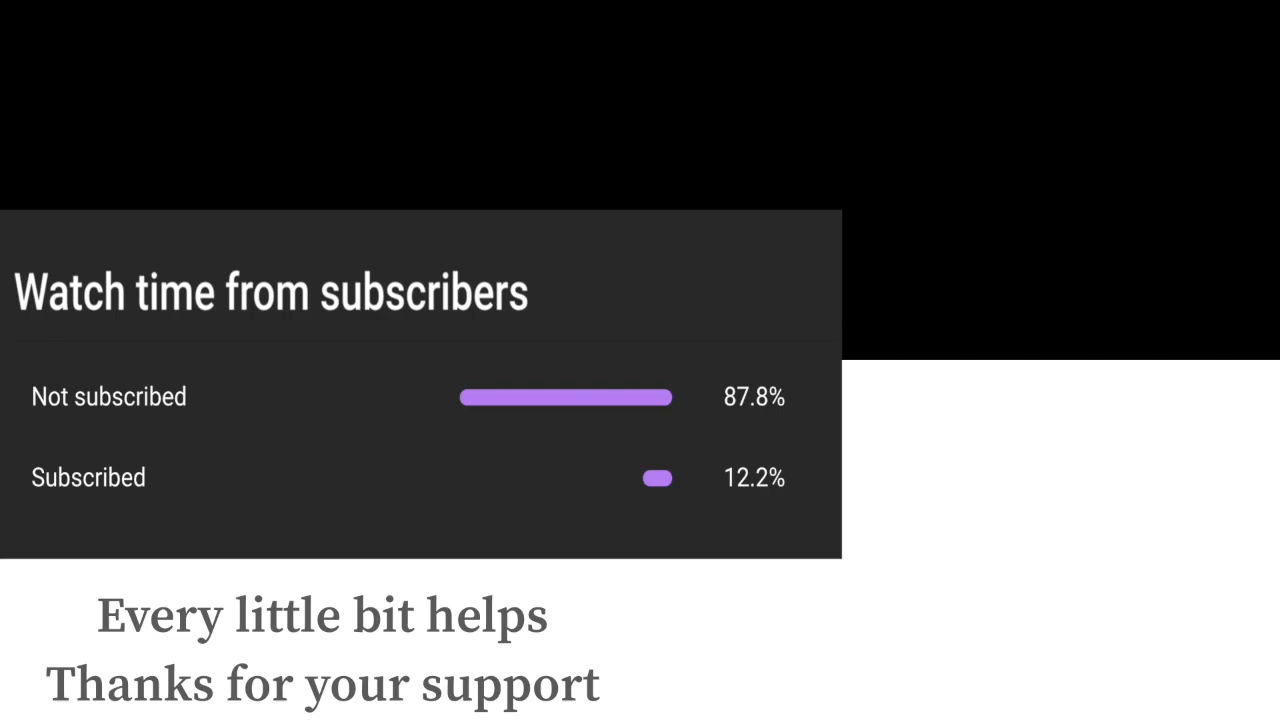 Watch time from subscribers
Not subscribed 87.8%
Subscribed 12.2%
Every little bit helps
Thanks for your support